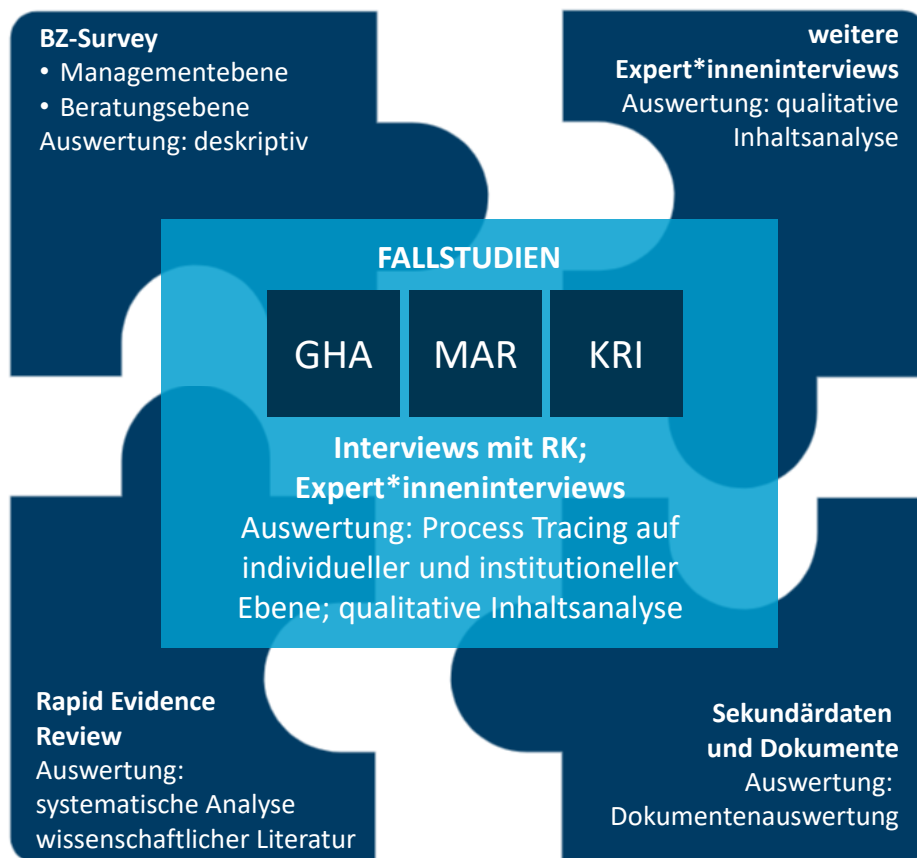 BZ-Survey
• Managementebene
• Beratungsebene
Auswertung: deskriptiv
weitere
Expert*inneninterviews
Auswertung: qualitative
Inhaltsanalyse
FALLSTUDIEN
GHA
MAR
KRI
Interviews mit RK;
Expert*inneninterviews
Auswertung: Process Tracing auf
individueller und institutioneller
Ebene; qualitative Inhaltsanalyse
Rapid Evidence
Review
Auswertung:
systematische Analyse
wissenschaftlicher Literatur
Sekundärdaten
und Dokumente
Auswertung:
Dokumentenauswertung